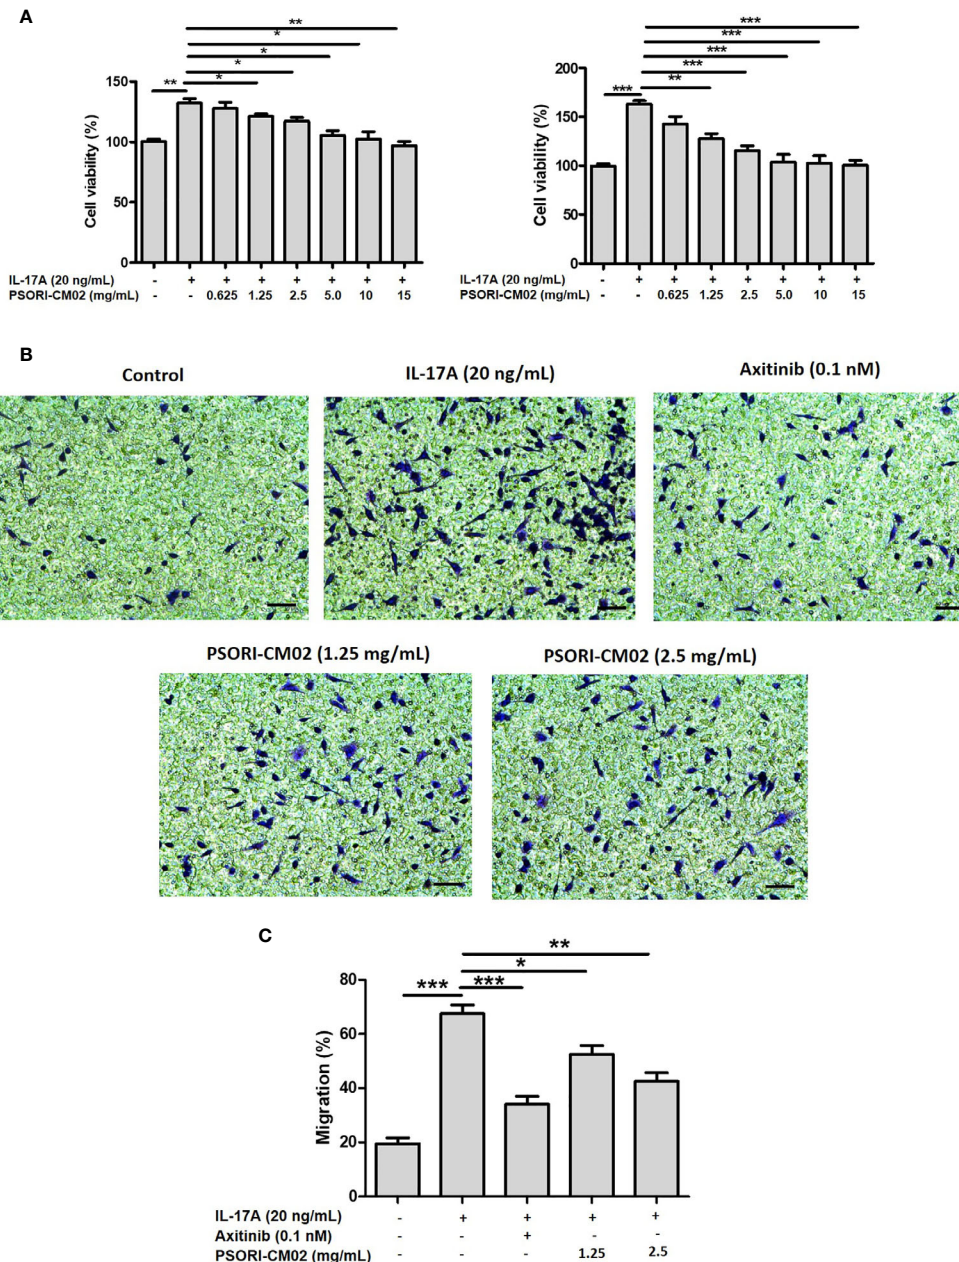 A
**
*
*
*
**
*
150
100
50
0
Cell viability (%)
IL-17A (20 ng/mL) - + + + + + + +
PSORI-CM02 (mg/mL) - - 0.625 1.25 2.5 5.0 10 15
***
***
***
***
***
**
200
150
100
50
0
Cell viability (%)
IL-17A (20 ng/mL) - + + + + + + +
PSORI-CM02 (mg/mL) - - 0.625 1.25 2.5 5.0 10 15
B
Control
IL-17A (20 ng/mL)
Axitinib (0.1 nM)
PSORI-CM02 (1.25 mg/mL)
PSORI-CM02 (2.5 mg/mL)
C
**
*
*** ***
80
60
40
20
0
Migration (%)
IL-17A (20 ng/mL) - + + + +
Axitinib (0.1 nM) - - + - -
PSORI-CM02 (mg/mL) - - - 1.25 2.5